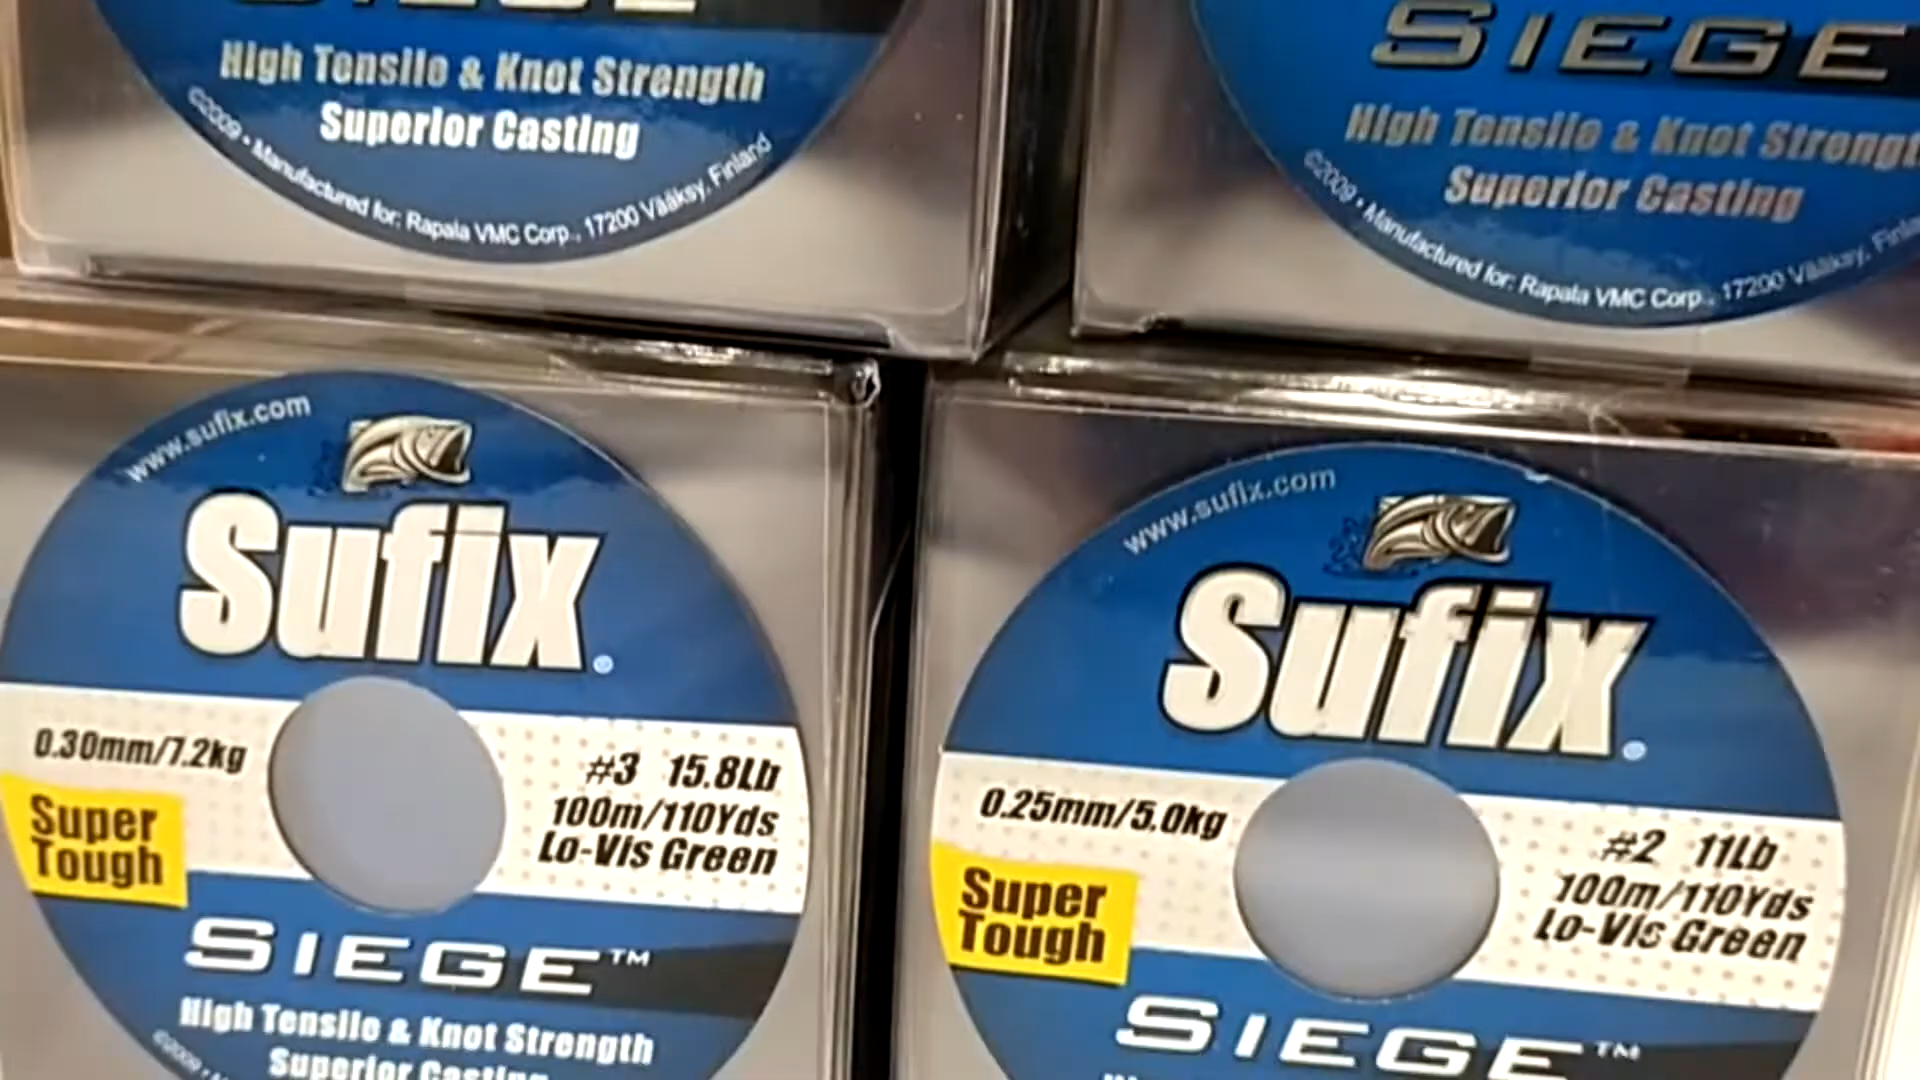 High Tensile & Knot Strength
Superior Casting
©2009 • Manufactured for: Rapala VMC Corp., 17200 Vääksy, Finland
SIEGE
High Tensile & Knot
Superior Casting
©2009 • Manufactured for: Rapala VMC Corp., 17200 Vääksy,
www.sufix.com
Sufix®
0.30mm/7.2kg
#3 15.8Lb
100m/110Yds
Lo-Vis Green
Super
Tough
SIEGE™
High Tensile & Knot Strength
Superior Casting
©2009
www.sufix.com
Sufix®
0.25mm/5.0kg
#2 11Lb
100m/110Yds
Lo-Vis Green
Super
Tough
SIEGE™